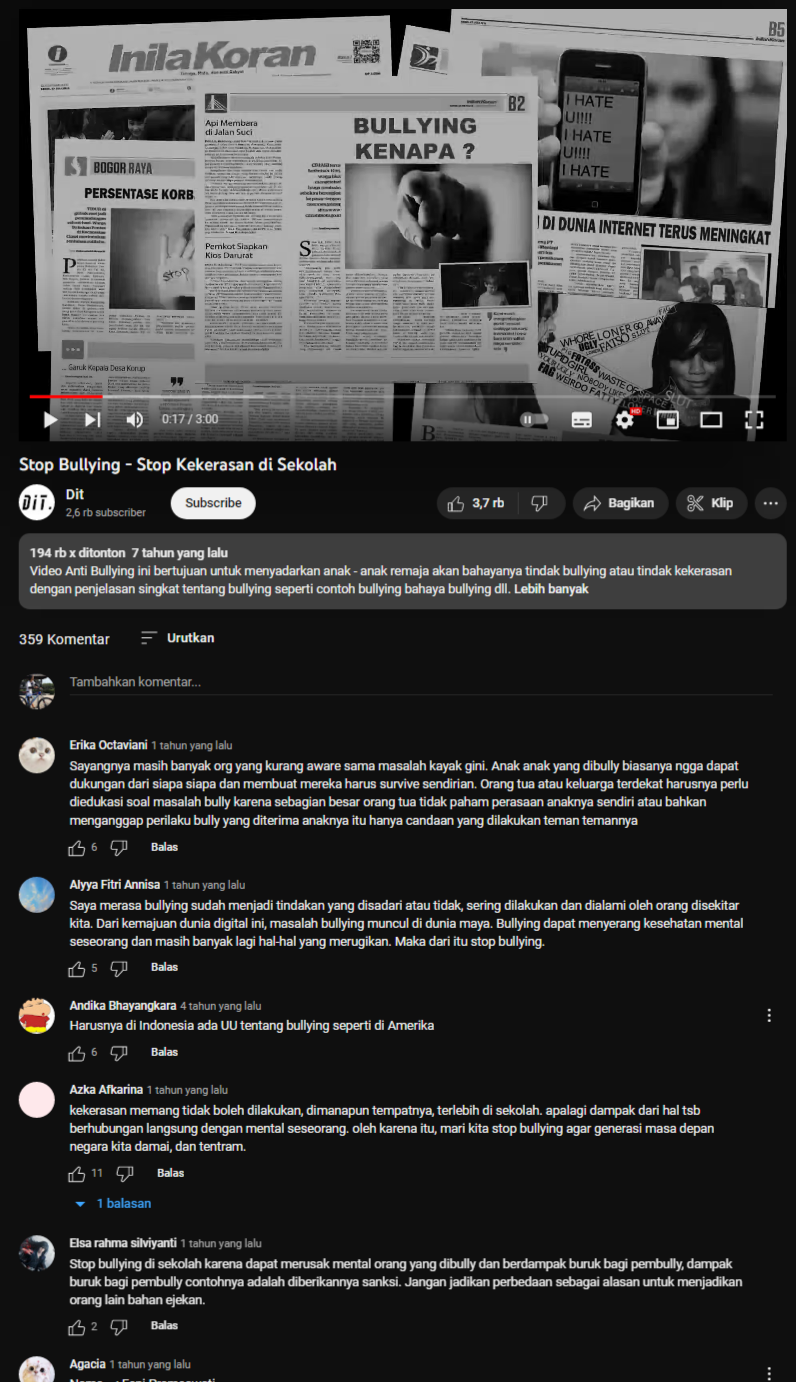 InilaKoran
B5
B2
Api Membara
di Jalan Suci
BULLYING
KENAPA ?
I HATE
U!!!!
I HATE
U!!!!
I HATE
BOGOR RAYA
PERSENTASE KORB
stop
Pemkot Siapkan
Kios Darurat
DI DUNIA INTERNET TERUS MENINGKAT
... Garuk Kepala Desa Korup
WHORE LONER GO AWAY
UGLY FATSO SLUT
FATASS WASTE OF SPACE
STUPID GIRL
FAG WEIRDO FATTY LOSER
0:17 / 3:00
HD
Stop Bullying - Stop Kekerasan di Sekolah
DIT.
Dit
2,6 rb subscriber
Subscribe
3,7 rb
Bagikan
Klip
194 rb x ditonton 7 tahun yang lalu
Video Anti Bullying ini bertujuan untuk menyadarkan anak - anak remaja akan bahayanya tindak bullying atau tindak kekerasan
dengan penjelasan singkat tentang bullying seperti contoh bullying bahaya bullying dll. Lebih banyak
359 Komentar
Urutkan
Tambahkan komentar...
Erika Octaviani 1 tahun yang lalu
Sayangnya masih banyak org yang kurang aware sama masalah kayak gini. Anak anak yang dibully biasanya ngga dapat
dukungan dari siapa siapa dan membuat mereka harus survive sendirian. Orang tua atau keluarga terdekat harusnya perlu
diedukasi soal masalah bully karena sebagian besar orang tua tidak paham perasaan anaknya sendiri atau bahkan
menganggap perilaku bully yang diterima anaknya itu hanya candaan yang dilakukan teman temannya
6 Balas
Alyya Fitri Annisa 1 tahun yang lalu
Saya merasa bullying sudah menjadi tindakan yang disadari atau tidak, sering dilakukan dan dialami oleh orang disekitar
kita. Dari kemajuan dunia digital ini, masalah bullying muncul di dunia maya. Bullying dapat menyerang kesehatan mental
seseorang dan masih banyak lagi hal-hal yang merugikan. Maka dari itu stop bullying.
5 Balas
Andika Bhayangkara 4 tahun yang lalu
Harusnya di Indonesia ada UU tentang bullying seperti di Amerika
6 Balas
Azka Afkarina 1 tahun yang lalu
kekerasan memang tidak boleh dilakukan, dimanapun tempatnya, terlebih di sekolah. apalagi dampak dari hal tsb
berhubungan langsung dengan mental seseorang. oleh karena itu, mari kita stop bullying agar generasi masa depan
negara kita damai, dan tentram.
11 Balas
1 balasan
Elsa rahma silviyanti 1 tahun yang lalu
Stop bullying di sekolah karena dapat merusak mental orang yang dibully dan berdampak buruk bagi pembully, dampak
buruk bagi pembully contohnya adalah diberikannya sanksi. Jangan jadikan perbedaan sebagai alasan untuk menjadikan
orang lain bahan ejekan.
2 Balas
Agacia 1 tahun yang lalu